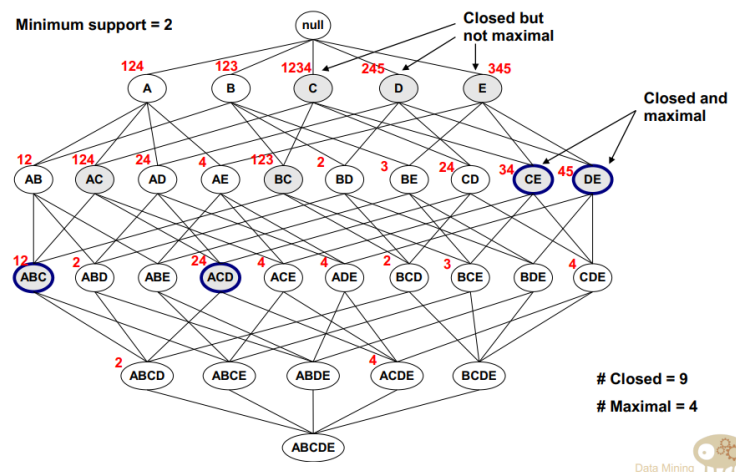 Minimum support = 2
null
Closed but
not maximal
124
123
1234
245
345
A
B
C
D
E
Closed and
maximal
12
124
24
4
123
2
3
24
34
45
AB
AC
AD
AE
BC
BD
BE
CD
CE
DE
12
2
24
4
4
2
3
4
ABC
ABD
ABE
ACD
ACE
ADE
BCD
BCE
BDE
CDE
2
4
ABCD
ABCE
ABDE
ACDE
BCDE
# Closed = 9
# Maximal = 4
ABCDE
Data Mining